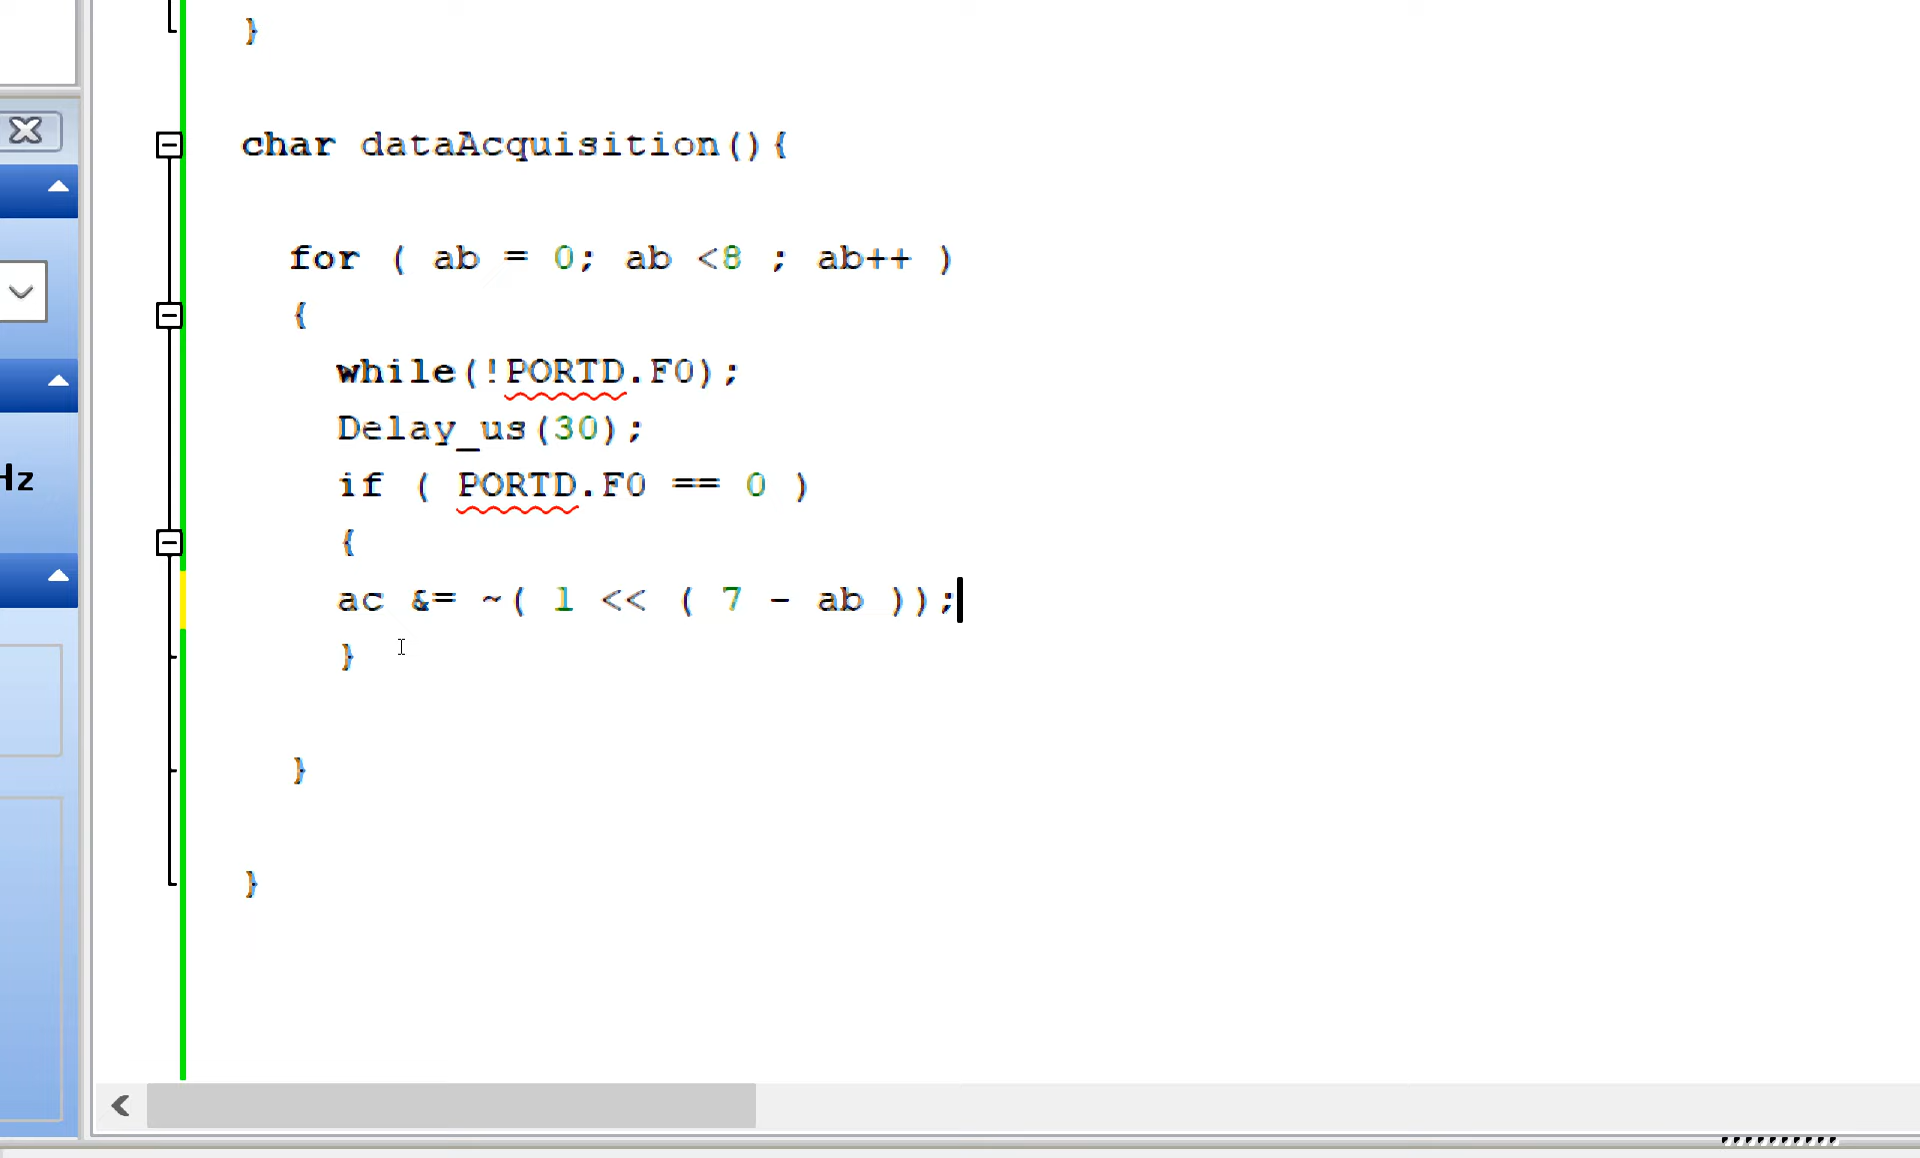 }
char dataAcquisition(){
for ( ab = 0; ab <8 ; ab++ )
{
while(!PORTD.F0);
Delay_us(30);
if ( PORTD.F0 == 0 )
{
Hz
ac &= ~( 1 << ( 7 - ab ));
}
}
}